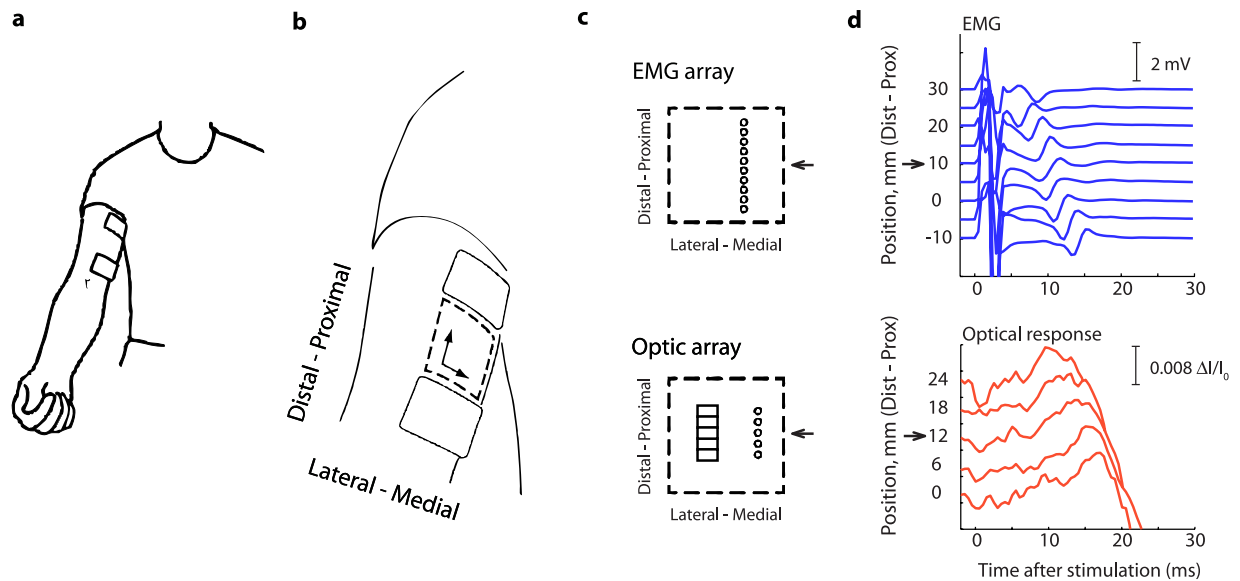 a
b
Distal - Proximal
Lateral - Medial
c
EMG array
Distal - Proximal
Lateral - Medial
Optic array
Distal - Proximal
Lateral - Medial
d
EMG
2 mV
Position, mm (Dist - Prox)
30
20
10
0
-10
0 10 20 30
Optical response
0.008 ΔI/I₀
Position, mm (Dist - Prox)
24
18
12
6
0
0 10 20 30
Time after stimulation (ms)